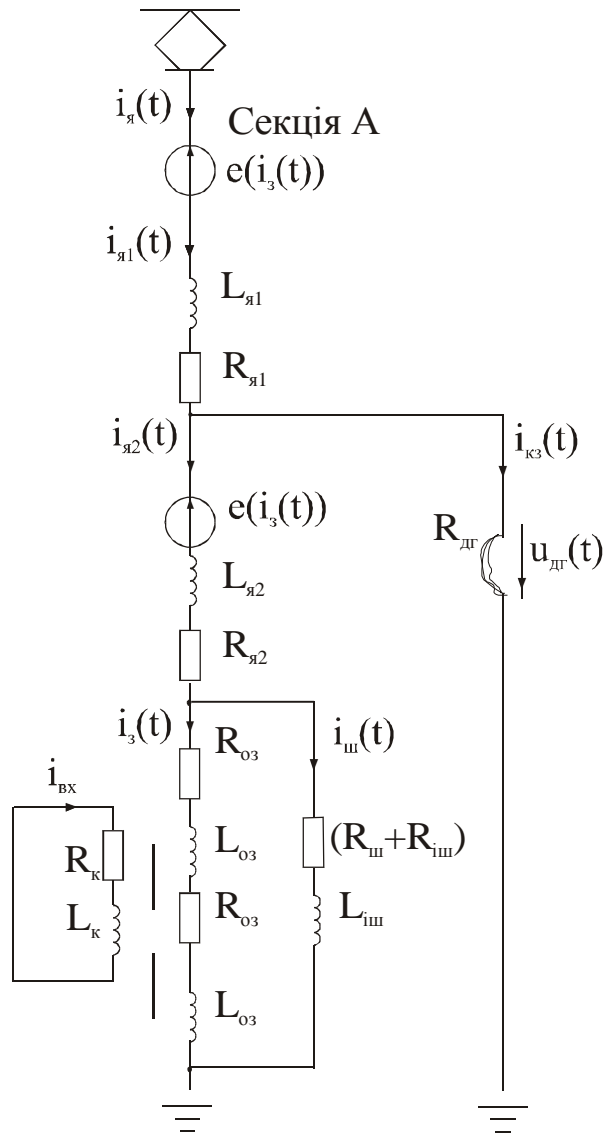 iя(t)
Секція А
e(iз(t))
iя1(t)
Lя1
Rя1
iя2(t)
iкз(t)
e(iз(t))
Rдг
uдг(t)
Lя2
Rя2
iз(t)
Rоз
iш(t)
iвх
Rк
Lоз
(Rш+Rіш)
Lк
Rоз
Lіш
Lоз